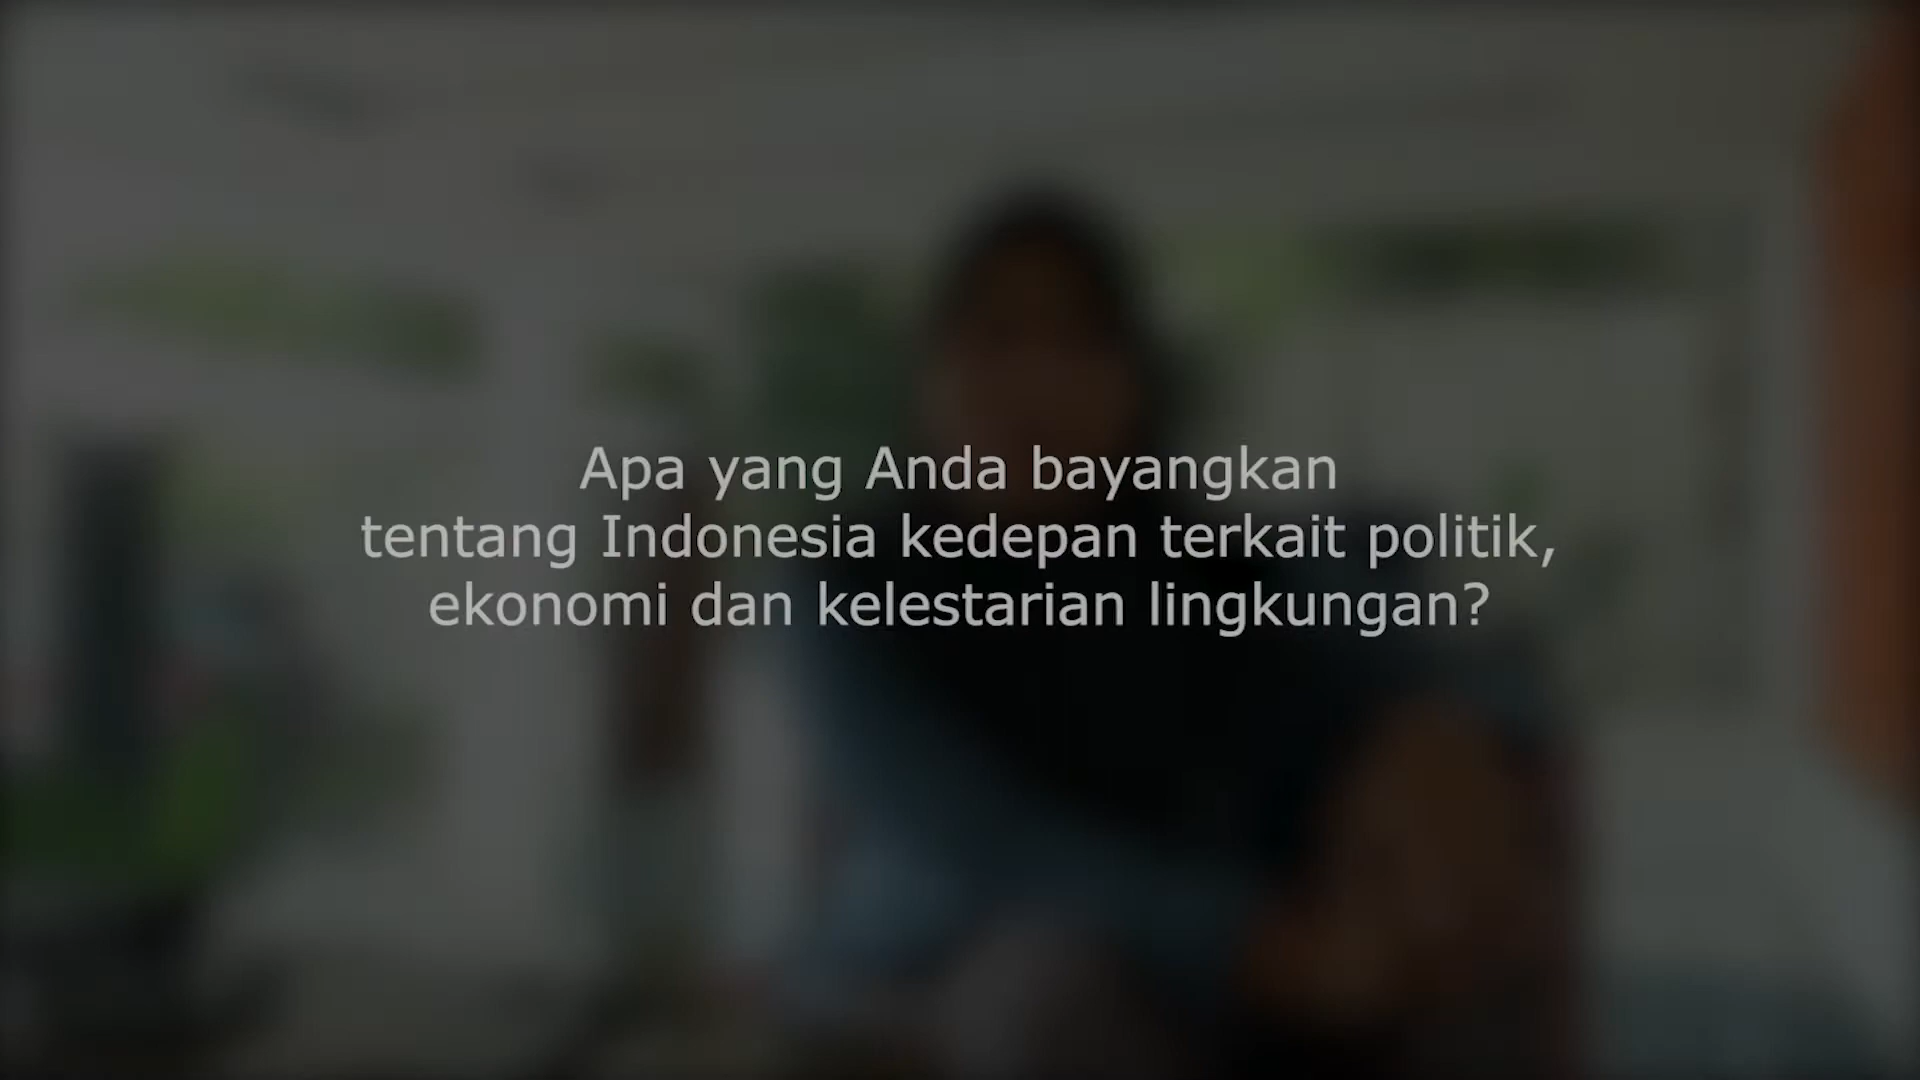 Apa yang Anda bayangkan
tentang Indonesia kedepan terkait politik,
ekonomi dan kelestarian lingkungan?